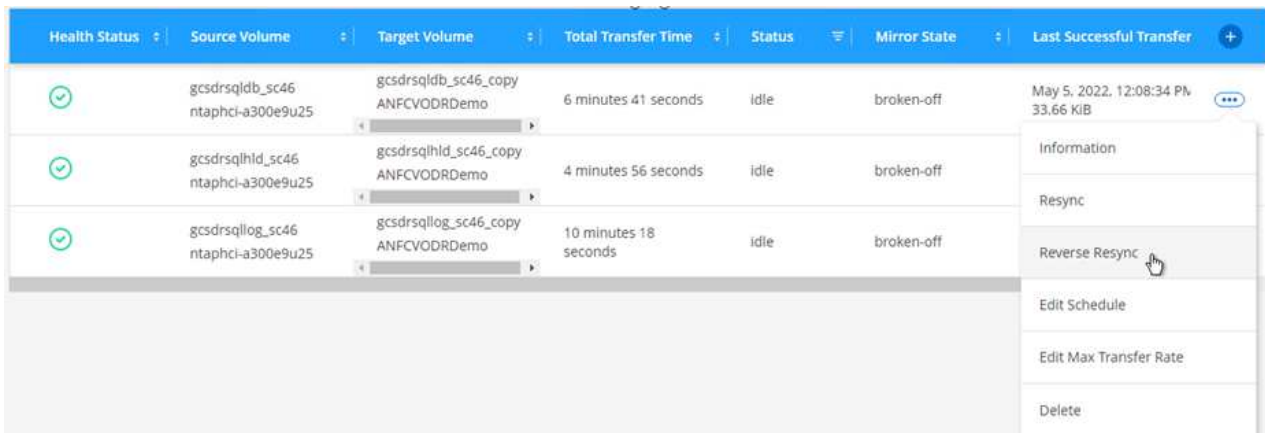 Health Status Source Volume Target Volume Total Transfer Time Status Mirror State Last Successful Transfer
gcsdrsqldb_sc46
ntaphci-a300e9u25
gcsdrsqldb_sc46_copy
ANFCVODRDemo
6 minutes 41 seconds
idle
broken-off
May 5, 2022, 12:08:34 PM
33.66 KiB
gcsdrsqlhld_sc46
ntaphci-a300e9u25
gcsdrsqlhld_sc46_copy
ANFCVODRDemo
4 minutes 56 seconds
idle
broken-off
gcsdrsqllog_sc46
ntaphci-a300e9u25
gcsdrsqllog_sc46_copy
ANFCVODRDemo
10 minutes 18
seconds
idle
broken-off
Information
Resync
Reverse Resync
Edit Schedule
Edit Max Transfer Rate
Delete